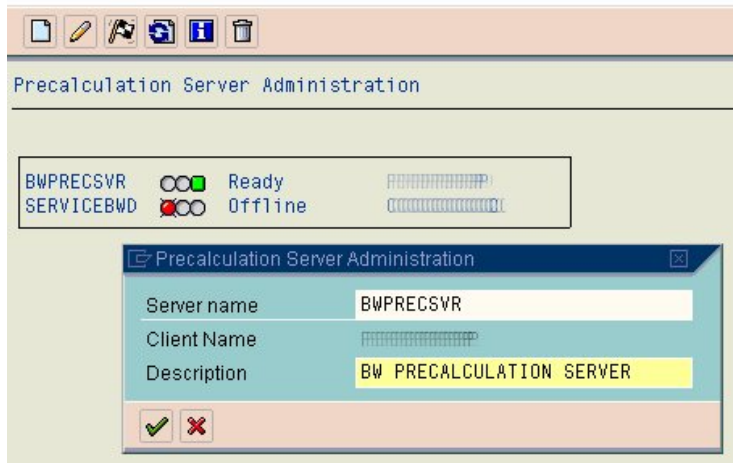 Precalculation Server Administration
BWPRECSVR Ready
SERVICEBWD Offline
Precalculation Server Administration
Server name BWPRECSVR
Client Name
Description BW PRECALCULATION SERVER